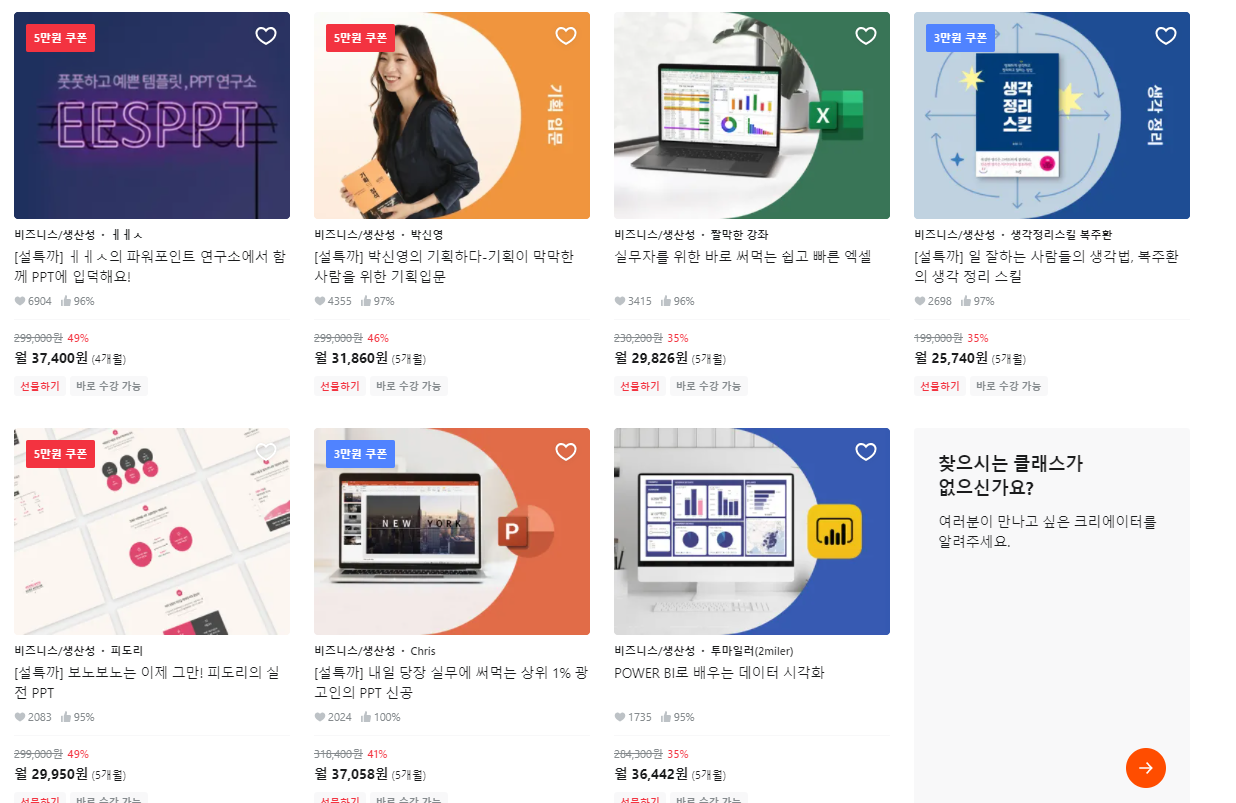 5만원 쿠폰
풋풋하고 예쁜 템플릿, PPT 연구소
EESPPT
비즈니스/생산성 · ㅔㅔㅅ
[설특까] ㅔㅔㅅ의 파워포인트 연구소에서 함
께 PPT에 입덕해요!
6904 96%
299,000원 49%
월 37,400원 (4개월)
선물하기 바로 수강 가능
5만원 쿠폰
기획 입문
비즈니스/생산성 · 박신영
[설특까] 박신영의 기획하다-기획이 막막한
사람을 위한 기획입문
4355 97%
299,000원 46%
월 31,860원 (5개월)
선물하기 바로 수강 가능
X
비즈니스/생산성 · 짤막한 강좌
실무자를 위한 바로 써먹는 쉽고 빠른 엑셀
3415 96%
230,200원 35%
월 29,826원 (5개월)
선물하기 바로 수강 가능
3만원 쿠폰
생각
정리
스킬
생각 정리
비즈니스/생산성 · 생각정리스킬 복주환
[설특까] 일 잘하는 사람들의 생각법, 복주환
의 생각 정리 스킬
2698 97%
199,000원 35%
월 25,740원 (5개월)
선물하기 바로 수강 가능
5만원 쿠폰
비즈니스/생산성 · 피도리
[설특까] 보노보노는 이제 그만! 피도리의 실
전 PPT
2083 95%
299,000원 49%
월 29,950원 (5개월)
선물하기 바로 수강 가능
3만원 쿠폰
NEW YORK
P
비즈니스/생산성 · Chris
[설특까] 내일 당장 실무에 써먹는 상위 1% 광
고인의 PPT 신공
2024 100%
318,400원 41%
월 37,058원 (5개월)
선물하기 바로 수강 가능
비즈니스/생산성 · 투마일러(2miler)
POWER BI로 배우는 데이터 시각화
1735 95%
284,300원 35%
월 36,442원 (5개월)
선물하기 바로 수강 가능
찾으시는 클래스가
없으신가요?
여러분이 만나고 싶은 크리에이터를
알려주세요.